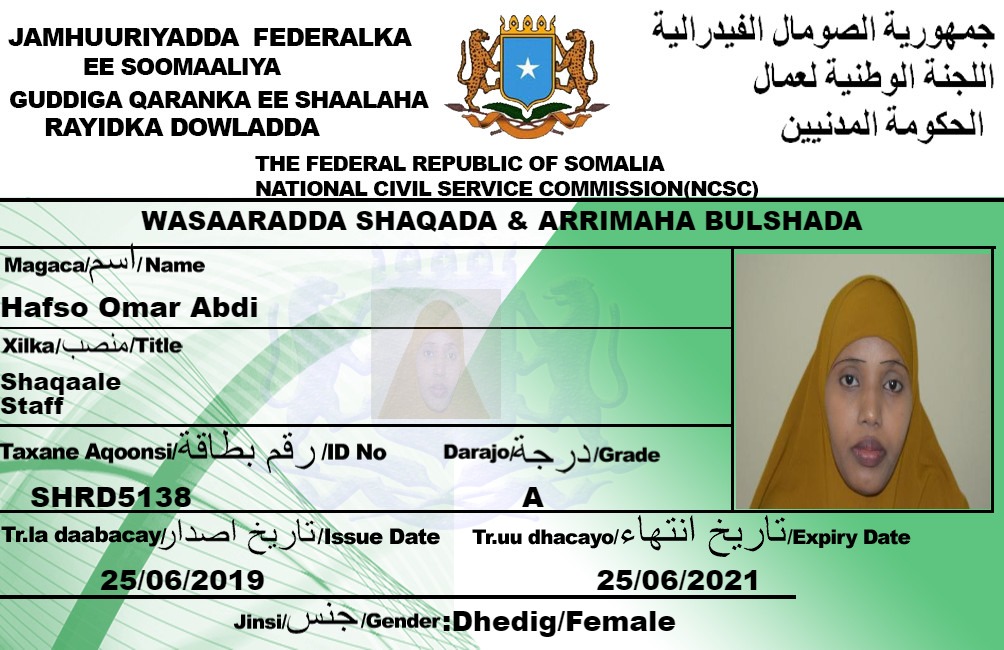 JAMHUURIYADDA FEDERALKA
EE SOOMAALIYA
GUDDIGA QARANKA EE SHAALAHA
RAYIDKA DOWLADDA
جمهورية الصومال الفيدرالية
اللجنة الوطنية لعمال
الحكومة المدنيين
THE FEDERAL REPUBLIC OF SOMALIA
NATIONAL CIVIL SERVICE COMMISSION(NCSC)
WASAARADDA SHAQADA & ARRIMAHA BULSHADA
Magaca/اسم/Name
Hafso Omar Abdi
Xilka/منصب/Title
Shaqaale
Staff
Taxane Aqoonsi/رقم بطاقة/ID No
SHRD5138
Darajo/درجة/Grade
A
Tr.la daabacay/تاريخ اصدار/Issue Date
25/06/2019
Tr.uu dhacayo/تاريخ انتهاء/Expiry Date
25/06/2021
Jinsi/جنس/Gender:Dhedig/Female